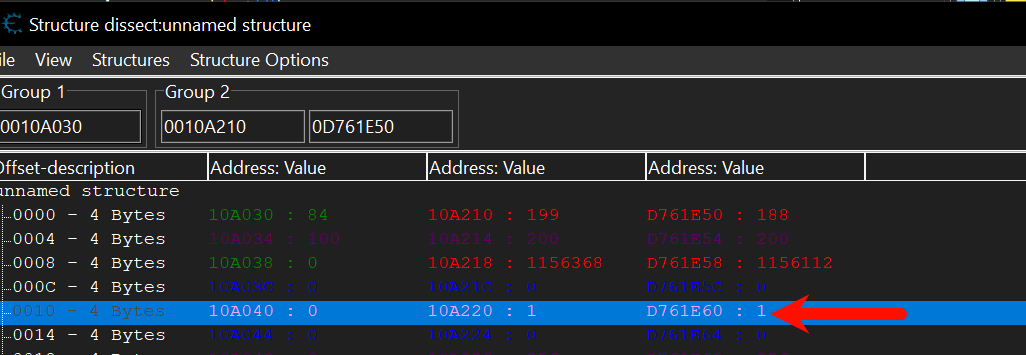 Structure dissect:unnamed structure
ile View Structures Structure Options
Group 1 Group 2
0010A030 0010A210 0D761E50
Offset-description Address: Value Address: Value Address: Value
unnamed structure
0000 - 4 Bytes 10A030 : 84 10A210 : 199 D761E50 : 188
0004 - 4 Bytes 10A034 : 100 10A214 : 200 D761E54 : 200
0008 - 4 Bytes 10A038 : 0 10A218 : 1156368 D761E58 : 1156112
000C - 4 Bytes 10A03C : 0 10A21C : 0 D761E5C : 0
0010 - 4 Bytes 10A040 : 0 10A220 : 1 D761E60 : 1
0014 - 4 Bytes 10A044 : 0 10A224 : 0 D761E64 : 0